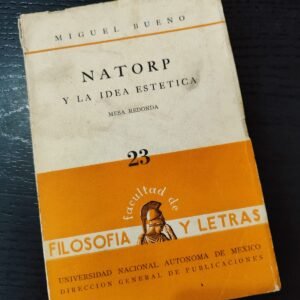 MIGUEL BUENO
NATORP
Y LA IDEA ESTETICA
MESA REDONDA
23
facultad de
FILOSOFIA Y LETRAS
UNIVERSIDAD NACIONAL AUTONOMA DE MEXICO
DIRECCION GENERAL DE PUBLICACIONES